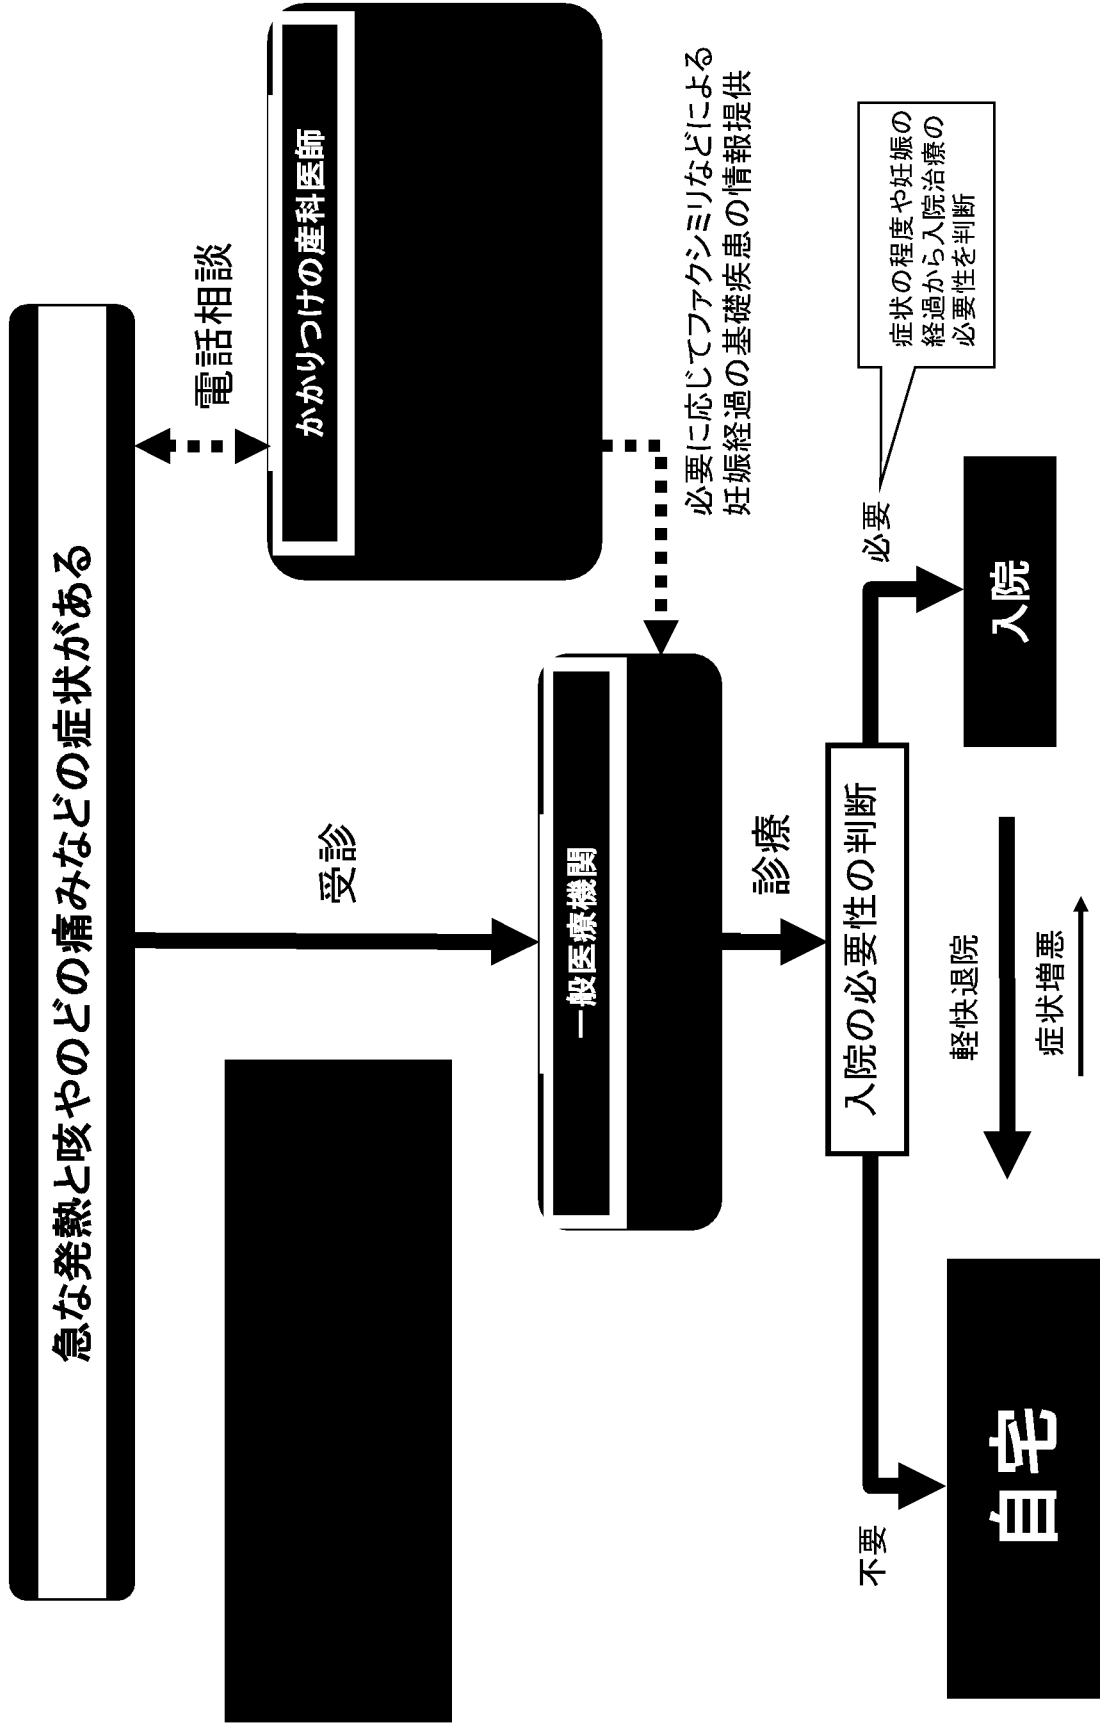 急な発熱と咳やのどの痛みなどの症状がある
電話相談
かかりつけの産科医師
受診
必要に応じてファクシミリなどによる
妊娠経過の基礎疾患の情報提供
一般医療機関
診療
入院の必要性の判断
不要
必要
症状の程度や妊娠の
経過から入院治療の
必要性を判断
自宅
軽快退院
症状増悪
入院